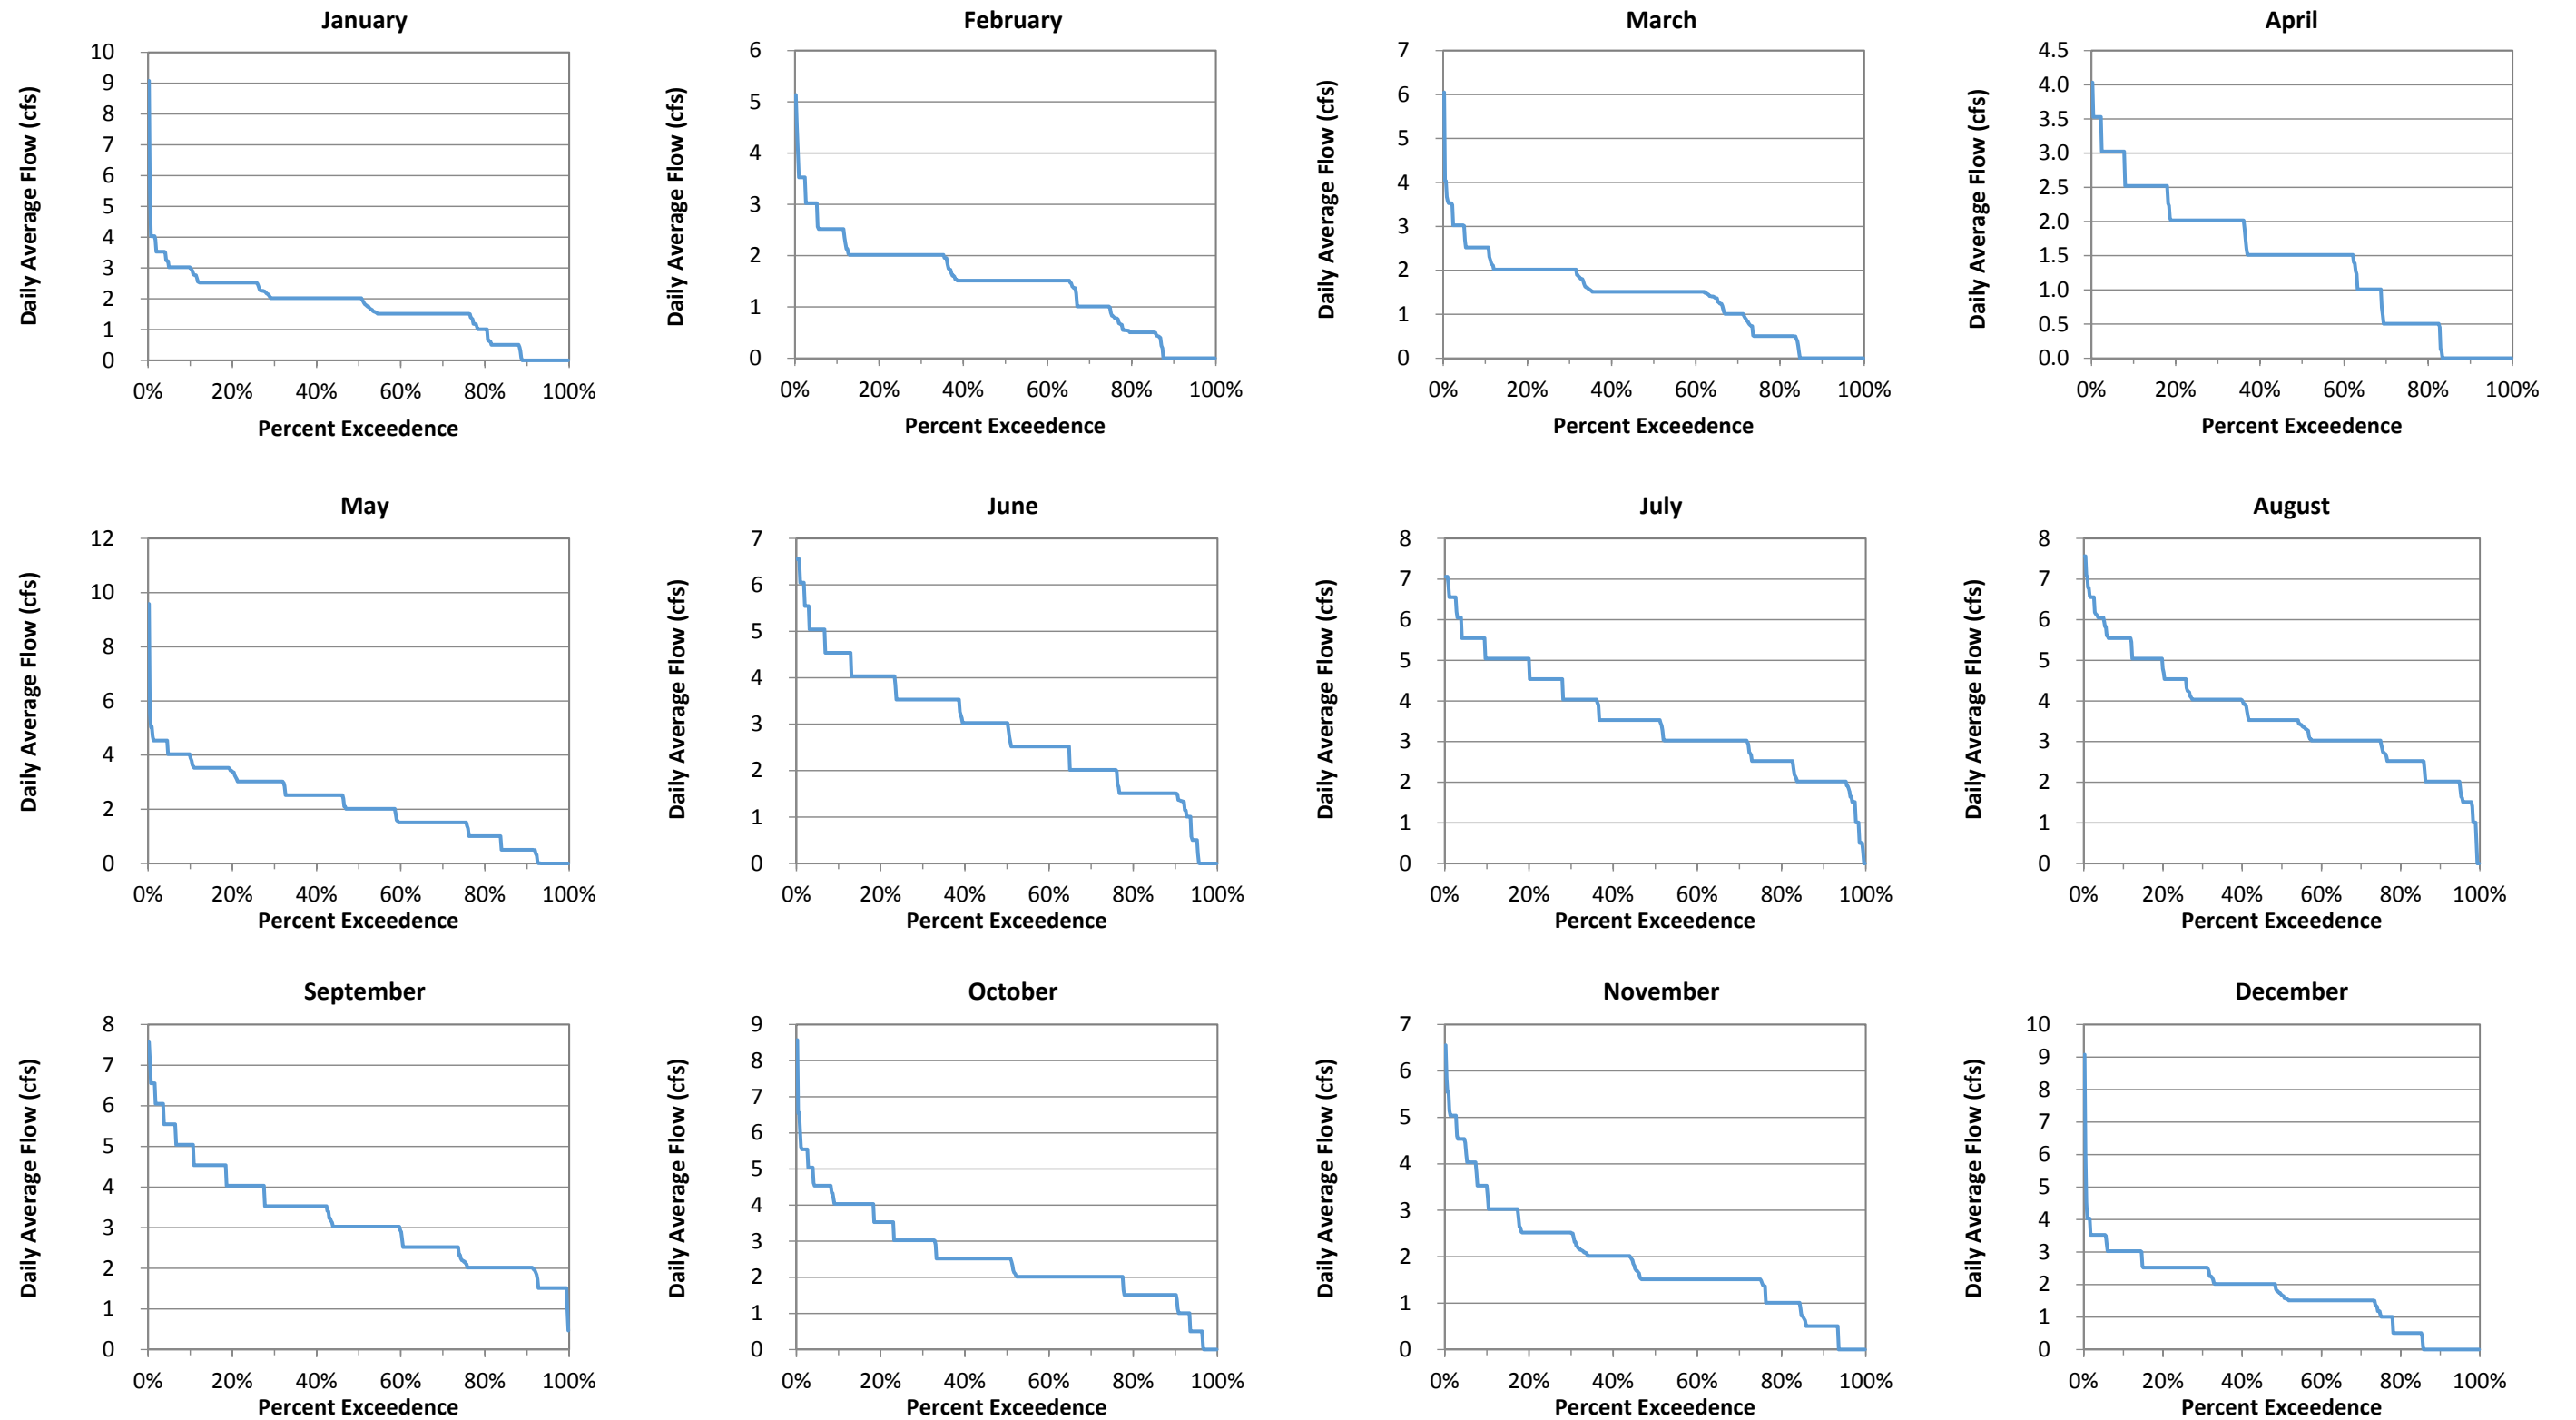 January
10
9
8
7
6
5
4
3
2
1
0
Daily Average Flow (cfs)
0% 20% 40% 60% 80% 100%
Percent Exceedence
February
6
5
4
3
2
1
0
Daily Average Flow (cfs)
0% 20% 40% 60% 80% 100%
Percent Exceedence
March
7
6
5
4
3
2
1
0
Daily Average Flow (cfs)
0% 20% 40% 60% 80% 100%
Percent Exceedence
April
4.5
4.0
3.5
3.0
2.5
2.0
1.5
1.0
0.5
0.0
Daily Average Flow (cfs)
0% 20% 40% 60% 80% 100%
Percent Exceedence
May
12
10
8
6
4
2
0
Daily Average Flow (cfs)
0% 20% 40% 60% 80% 100%
Percent Exceedence
June
7
6
5
4
3
2
1
0
Daily Average Flow (cfs)
0% 20% 40% 60% 80% 100%
Percent Exceedence
July
8
7
6
5
4
3
2
1
0
Daily Average Flow (cfs)
0% 20% 40% 60% 80% 100%
Percent Exceedence
August
8
7
6
5
4
3
2
1
0
Daily Average Flow (cfs)
0% 20% 40% 60% 80% 100%
Percent Exceedence
September
8
7
6
5
4
3
2
1
0
Daily Average Flow (cfs)
0% 20% 40% 60% 80% 100%
Percent Exceedence
October
9
8
7
6
5
4
3
2
1
0
Daily Average Flow (cfs)
0% 20% 40% 60% 80% 100%
Percent Exceedence
November
7
6
5
4
3
2
1
0
Daily Average Flow (cfs)
0% 20% 40% 60% 80% 100%
Percent Exceedence
December
10
9
8
7
6
5
4
3
2
1
0
Daily Average Flow (cfs)
0% 20% 40% 60% 80% 100%
Percent Exceedence